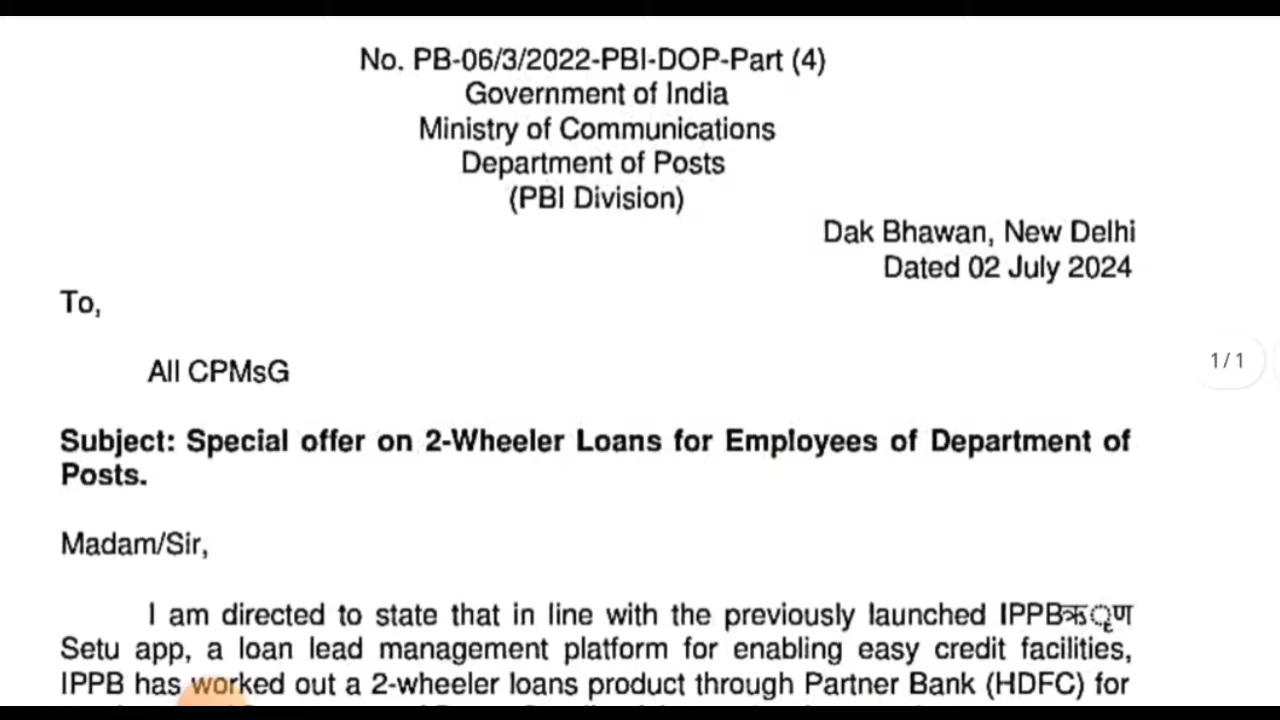 No. PB-06/3/2022-PBI-DOP-Part (4)
Government of India
Ministry of Communications
Department of Posts
(PBI Division)
Dak Bhawan, New Delhi
Dated 02 July 2024
To,
All CPMsG
1/1
Subject: Special offer on 2-Wheeler Loans for Employees of Department of
Posts.
Madam/Sir,
I am directed to state that in line with the previously launched IPPBऋृण
Setu app, a loan lead management platform for enabling easy credit facilities,
IPPB has worked out a 2-wheeler loans product through Partner Bank (HDFC) for